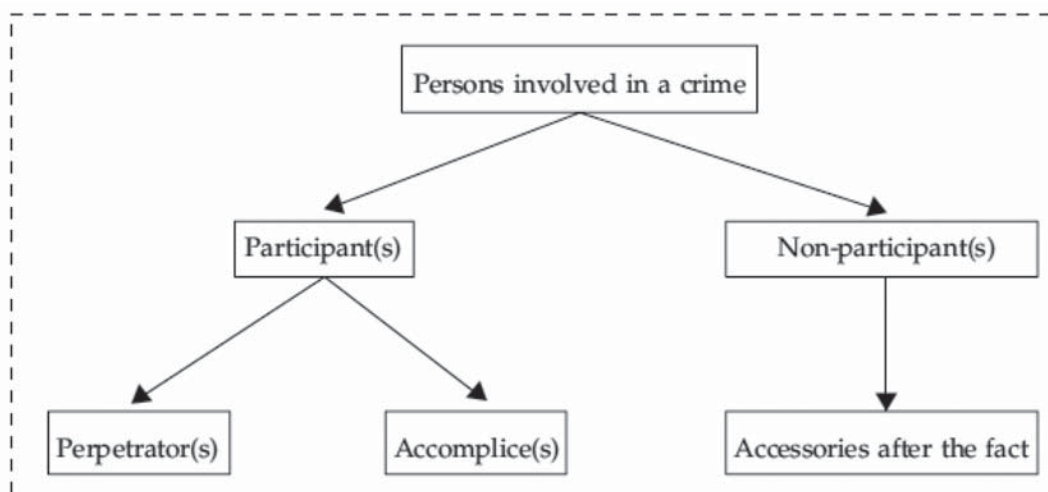 Persons involved in a crime
Participant(s)
Non-participant(s)
Perpetrator(s)
Accomplice(s)
Accessories after the fact